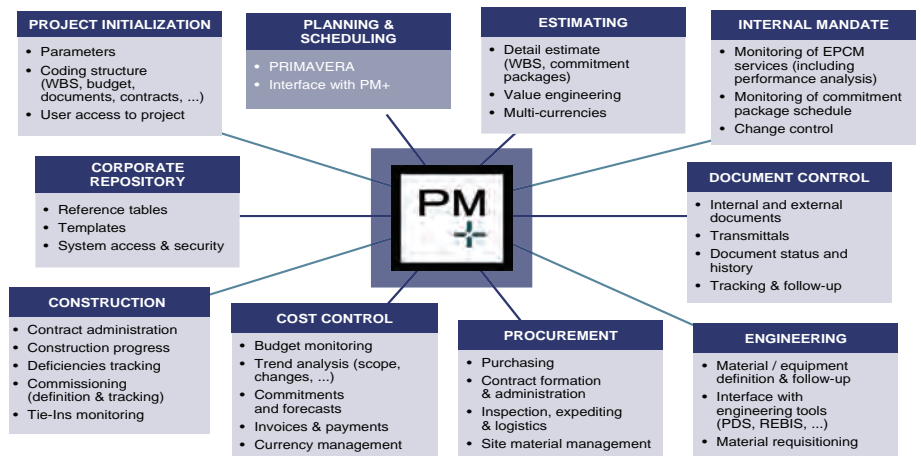 PROJECT INITIALIZATION
• Parameters
• Coding structure
(WBS, budget,
documents, contracts, ...)
• User access to project
PLANNING &
SCHEDULING
• PRIMAVERA
• Interface with PM+
ESTIMATING
• Detail estimate
(WBS, commitment
packages)
• Value engineering
• Multi-currencies
INTERNAL MANDATE
• Monitoring of EPCM
services (including
performance analysis)
• Monitoring of commitment
package schedule
• Change control
CORPORATE
REPOSITORY
• Reference tables
• Templates
• System access & security
PM
+
DOCUMENT CONTROL
• Internal and external
documents
• Transmittals
• Document status and
history
• Tracking & follow-up
CONSTRUCTION
• Contract administration
• Construction progress
• Deficiencies tracking
• Commissioning
(definition & tracking)
• Tie-Ins monitoring
COST CONTROL
• Budget monitoring
• Trend analysis (scope,
changes, ...)
• Commitments
and forecasts
• Invoices & payments
• Currency management
PROCUREMENT
• Purchasing
• Contract formation
& administration
• Inspection, expediting
& logistics
• Site material management
ENGINEERING
• Material / equipment
definition & follow-up
• Interface with
engineering tools
(PDS, REBIS, ...)
• Material requisitioning